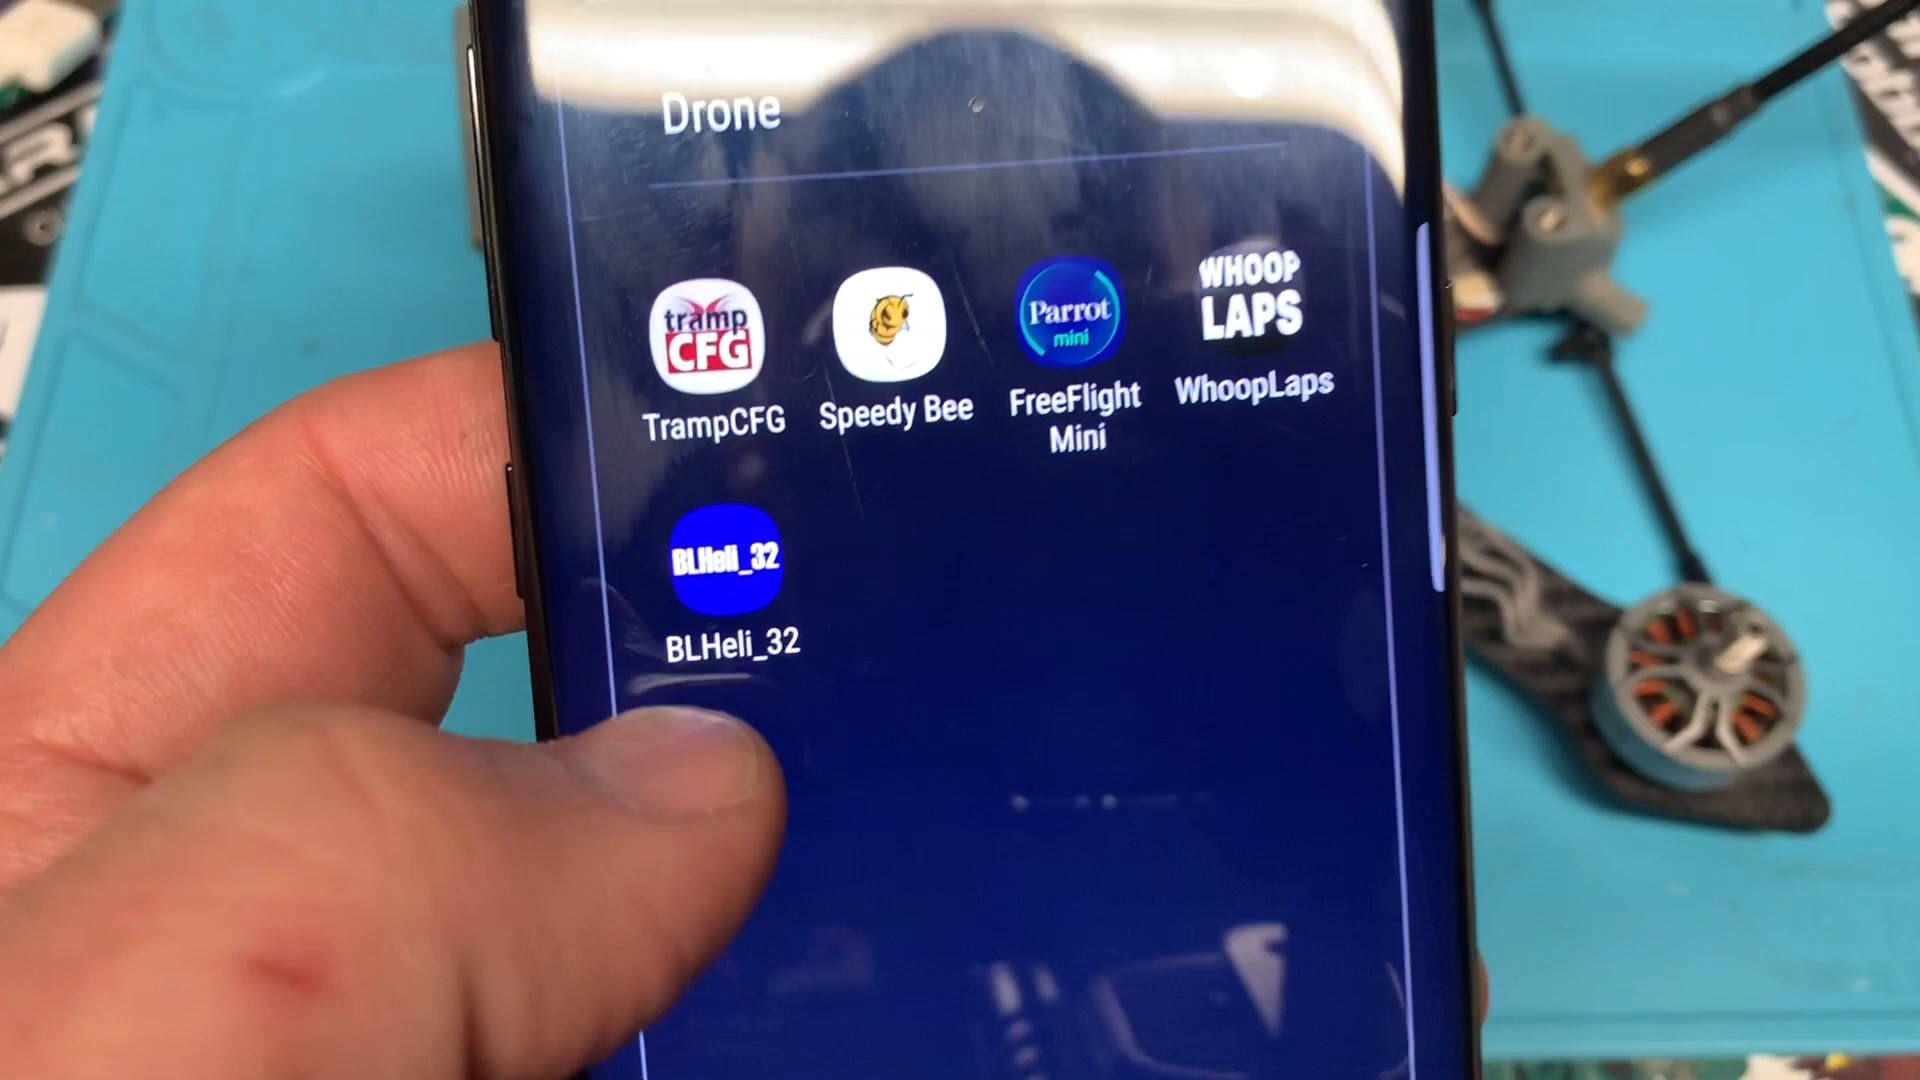 Drone
tramp
CFG
Parrot
mini
WHOOP
LAPS
TrampCFG
Speedy Bee
FreeFlight
Mini
WhoopLaps
BLHeli_32
BLHeli_32